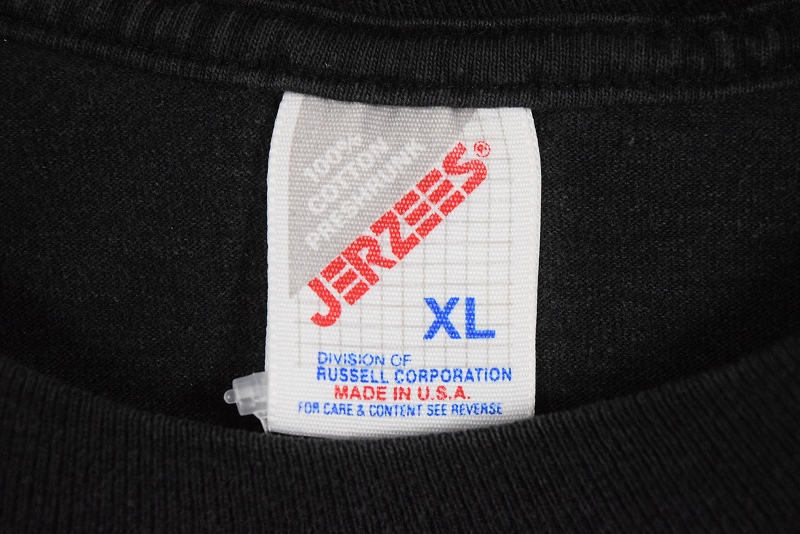 100%
COTTON
PRESHRUNK
JERZEES®
XL
DIVISION OF
RUSSELL CORPORATION
MADE IN U.S.A.
FOR CARE & CONTENT SEE REVERSE